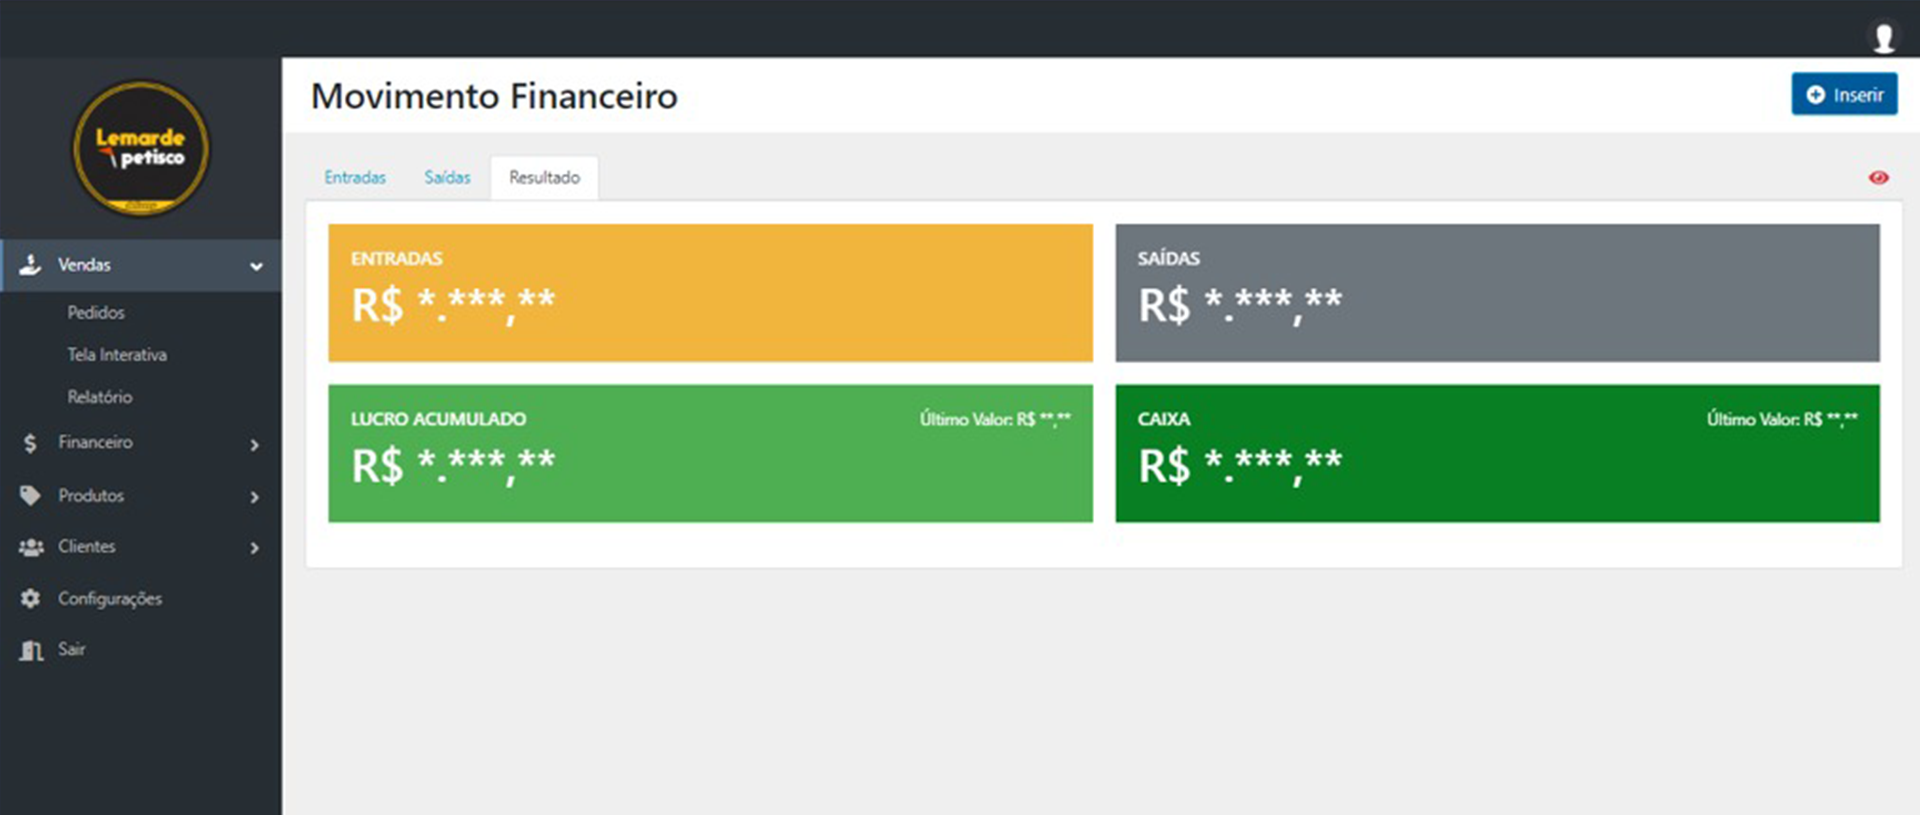 Lemarde
petisco
Movimento Financeiro
Inserir
Vendas
Pedidos
Tela Interativa
Relatório
Financeiro
Produtos
Clientes
Configurações
Sair
Entradas Saídas Resultado
ENTRADAS
R$ *.***,**
SAÍDAS
R$ *.***,**
LUCRO ACUMULADO Último Valor: R$ **,**
R$ *.***,**
CAIXA Último Valor: R$ **,**
R$ *.***,**